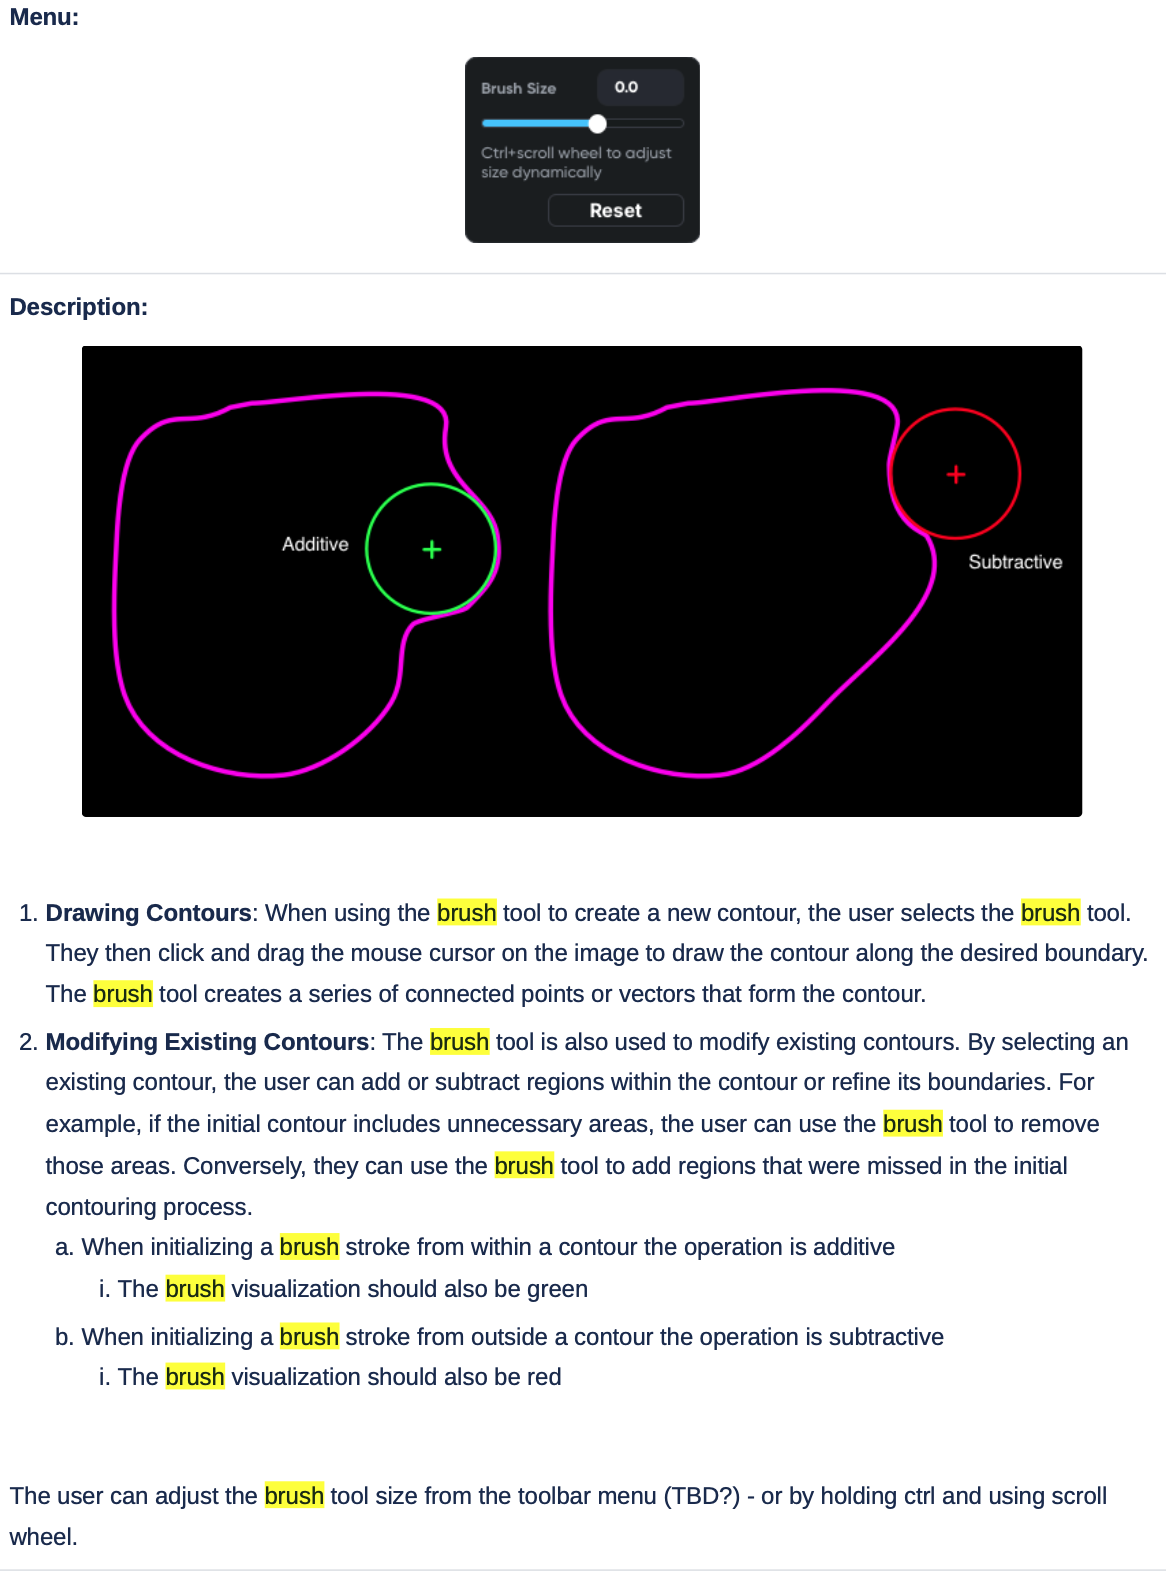 Menu:
Brush Size
0.0
Ctrl+scroll wheel to adjust
size dynamically
Reset
Description:
Additive
Subtractive
1. Drawing Contours: When using the brush tool to create a new contour, the user selects the brush tool.
They then click and drag the mouse cursor on the image to draw the contour along the desired boundary.
The brush tool creates a series of connected points or vectors that form the contour.
2. Modifying Existing Contours: The brush tool is also used to modify existing contours. By selecting an
existing contour, the user can add or subtract regions within the contour or refine its boundaries. For
example, if the initial contour includes unnecessary areas, the user can use the brush tool to remove
those areas. Conversely, they can use the brush tool to add regions that were missed in the initial
contouring process.
a. When initializing a brush stroke from within a contour the operation is additive
i. The brush visualization should also be green
b. When initializing a brush stroke from outside a contour the operation is subtractive
i. The brush visualization should also be red
The user can adjust the brush tool size from the toolbar menu (TBD?) - or by holding ctrl and using scroll
wheel.